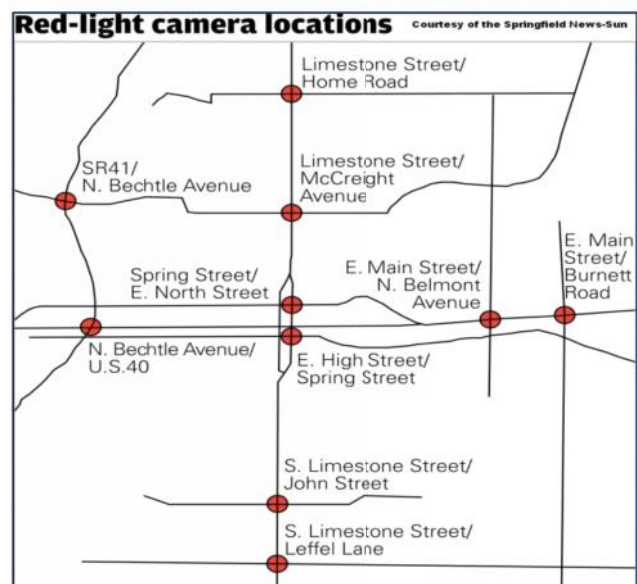 Red-light camera locations
Courtesy of the Springfield News-Sun
Limestone Street/
Home Road
SR41/
N. Bechtle Avenue
Limestone Street/
McCreight
Avenue
Spring Street/
E. North Street
E. Main Street/
N. Belmont
Avenue
E. Main
Street/
Burnett
Road
N. Bechtle Avenue/
U.S.40
E. High Street/
Spring Street
S. Limestone Street/
John Street
S. Limestone Street/
Leffel Lane